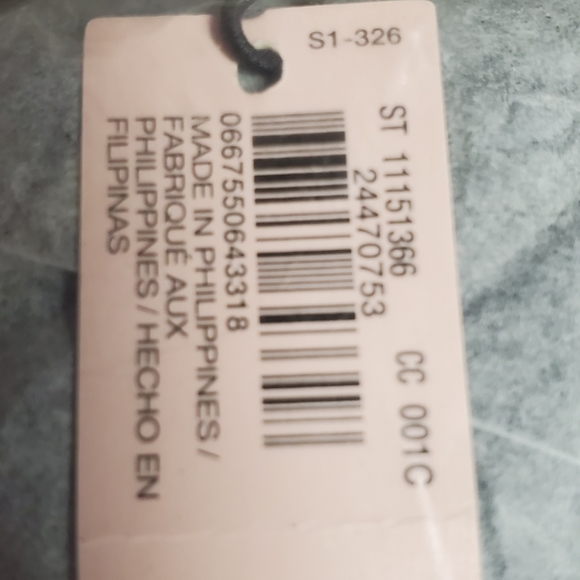 S1-326
ST 11151366 CC 001C
24470753
0667550643318
MADE IN PHILIPPINES /
FABRIQUÉ AUX
PHILIPPINES / HECHO EN
FILIPINAS